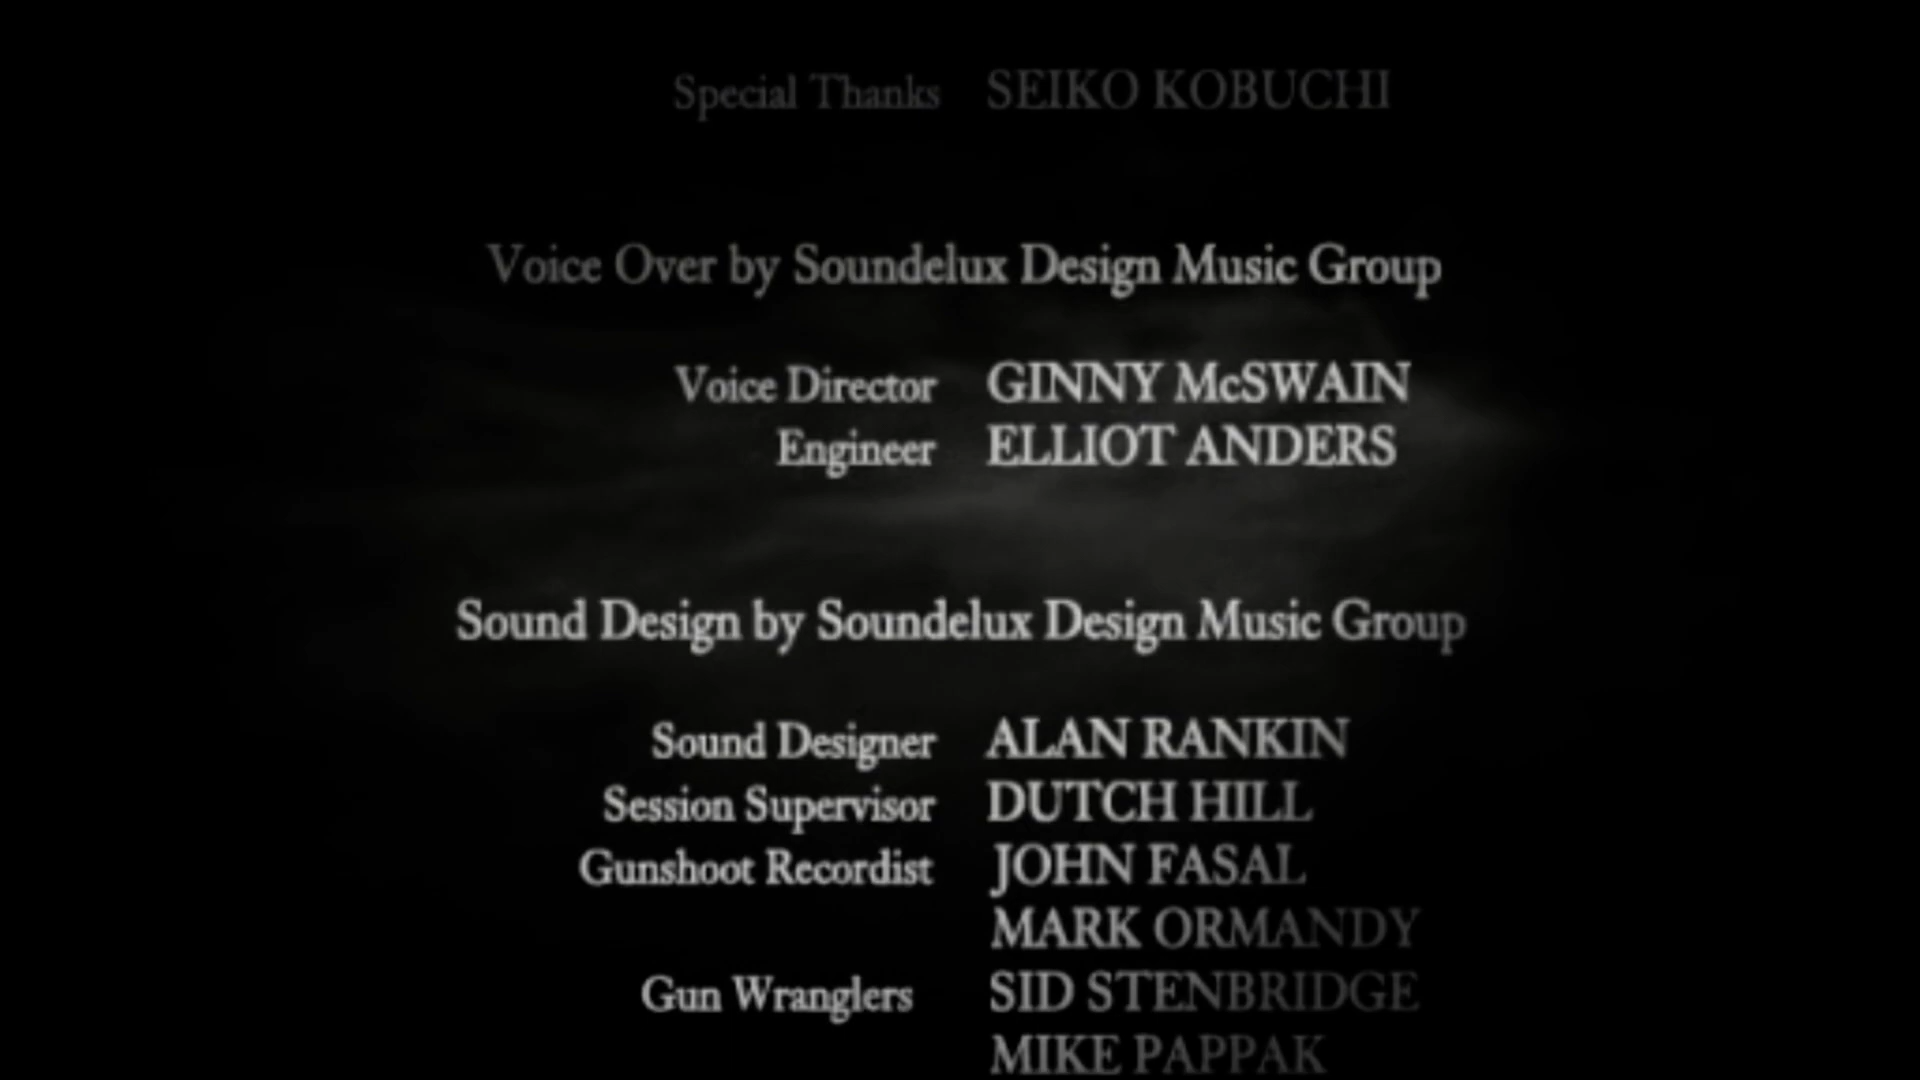 Special Thanks SEIKO KOBUCHI
Voice Over by Soundelux Design Music Group
Voice Director GINNY McSWAIN
Engineer ELLIOT ANDERS
Sound Design by Soundelux Design Music Group
Sound Designer ALAN RANKIN
Session Supervisor DUTCH HILL
Gunshoot Recordist JOHN FASAL
MARK ORMANDY
Gun Wranglers SID STENBRIDGE
MIKE PAPPAK